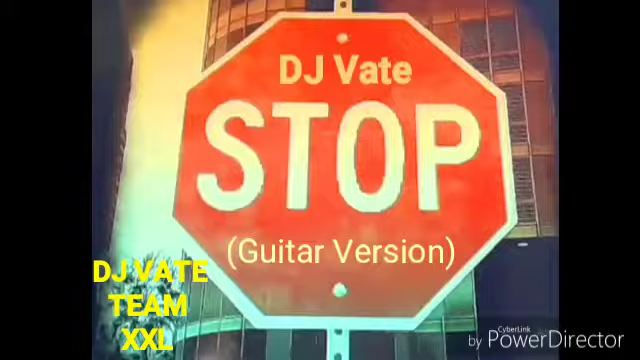 DJ Vate
STOP
(Guitar Version)
DJ VATE
TEAM
XXL
CyberLink
by PowerDirector